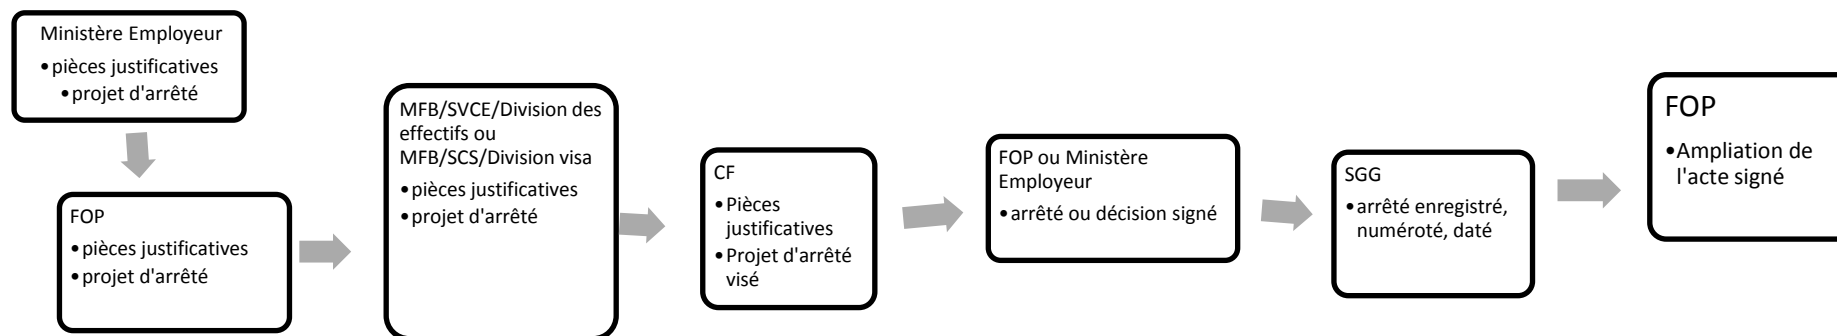 Ministère Employeur
•pièces justificatives
•projet d'arrêté
FOP
•pièces justificatives
•projet d'arrêté
MFB/SVCE/Division des
effectifs ou
MFB/SCS/Division visa
•pièces justificatives
•projet d'arrêté
CF
•Pièces
justificatives
•Projet d'arrêté
visé
FOP ou Ministère
Employeur
•arrêté ou décision signé
SGG
•arrêté enregistré,
numéroté, daté
FOP
•Ampliation de
l'acte signé